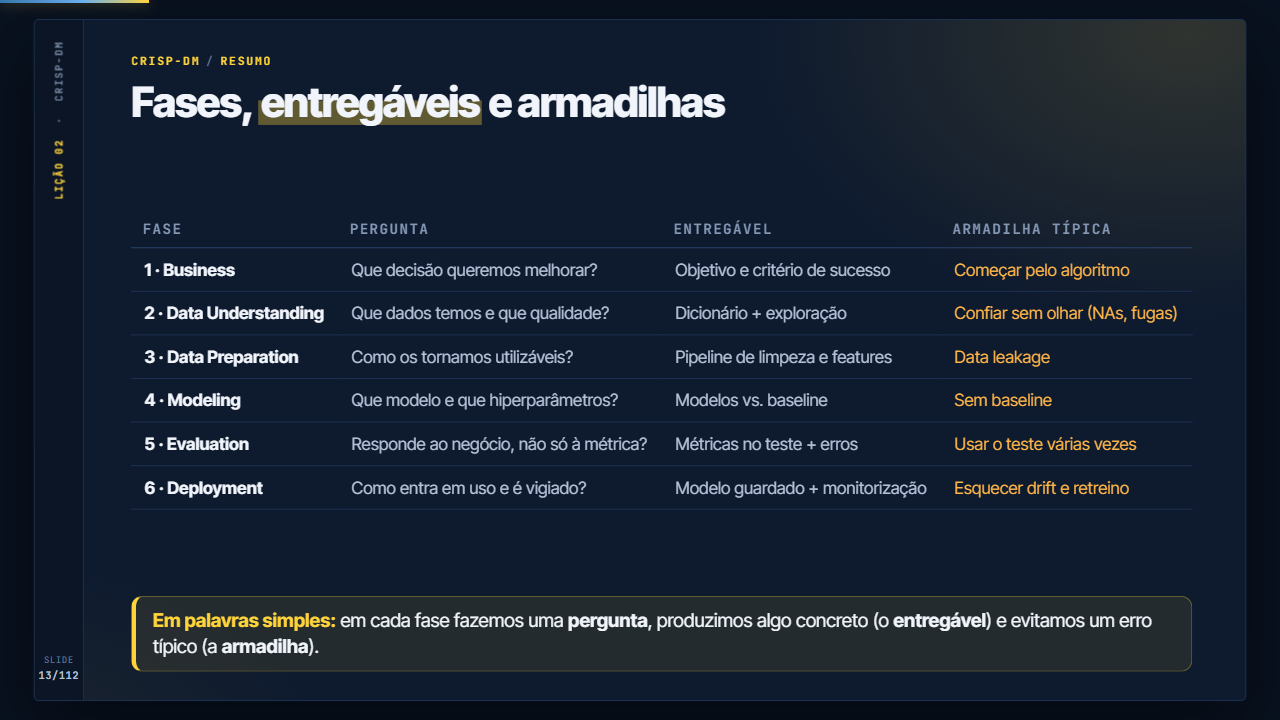 LIÇÃO 02 · CRISP-DM
CRISP-DM / RESUMO
Fases, entregáveis e armadilhas
FASE PERGUNTA ENTREGÁVEL ARMADILHA TÍPICA
1 · Business Que decisão queremos melhorar? Objetivo e critério de sucesso Começar pelo algoritmo
2 · Data Understanding Que dados temos e que qualidade? Dicionário + exploração Confiar sem olhar (NAs, fugas)
3 · Data Preparation Como os tornamos utilizáveis? Pipeline de limpeza e features Data leakage
4 · Modeling Que modelo e que hiperparâmetros? Modelos vs. baseline Sem baseline
5 · Evaluation Responde ao negócio, não só à métrica? Métricas no teste + erros Usar o teste várias vezes
6 · Deployment Como entra em uso e é vigiado? Modelo guardado + monitorização Esquecer drift e retreino
Em palavras simples: em cada fase fazemos uma pergunta, produzimos algo concreto (o entregável) e evitamos um erro
típico (a armadilha).
SLIDE
13/112